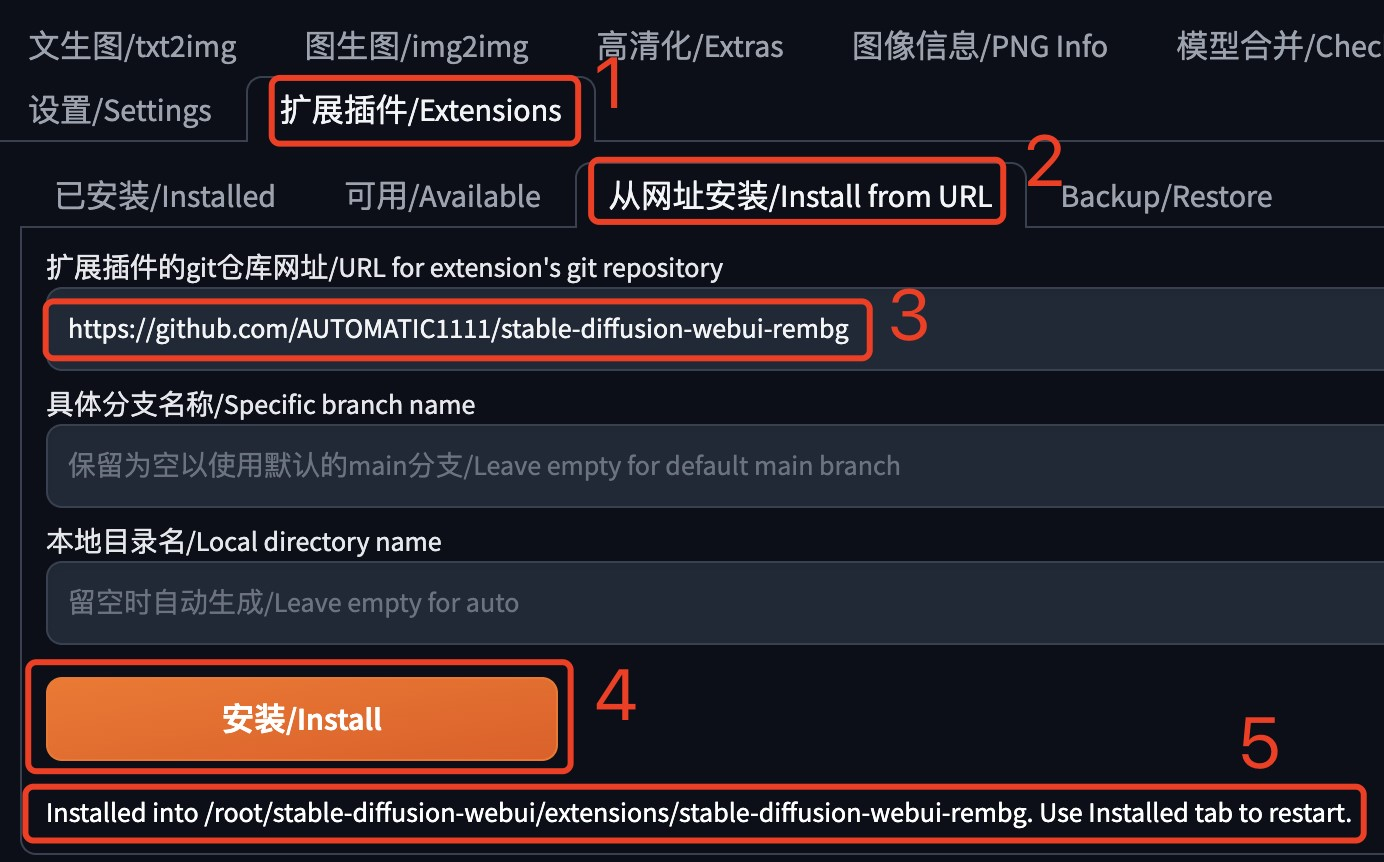 文生图/txt2img 图生图/img2img 高清化/Extras 图像信息/PNG Info 模型合并/Chec
设置/Settings 扩展插件/Extensions 1
已安装/Installed 可用/Available 从网址安装/Install from URL 2 Backup/Restore
扩展插件的git仓库网址/URL for extension's git repository
https://github.com/AUTOMATIC1111/stable-diffusion-webui-rembg 3
具体分支名称/Specific branch name
保留为空以使用默认的main分支/Leave empty for default main branch
本地目录名/Local directory name
留空时自动生成/Leave empty for auto
安装/Install 4
5
Installed into /root/stable-diffusion-webui/extensions/stable-diffusion-webui-rembg. Use Installed tab to restart.